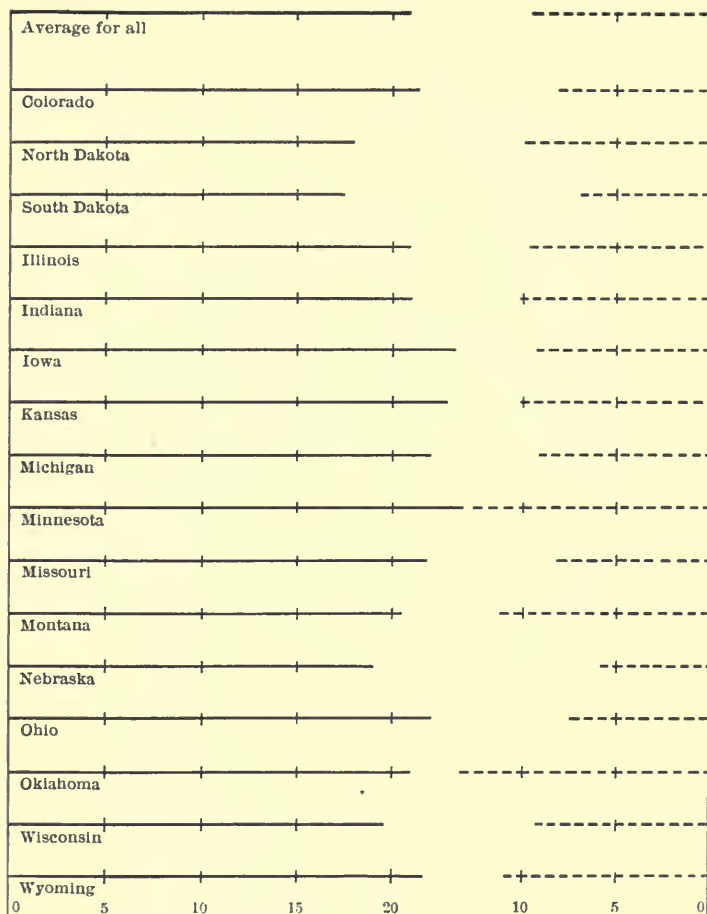 Average for all
Colorado
North Dakota
South Dakota
Illinois
Indiana
Iowa
Kansas
Michigan
Minnesota
Missouri
Montana
Nebraska
Ohio
Oklahoma
Wisconsin
Wyoming
0 5 10 15 20 10 5 0